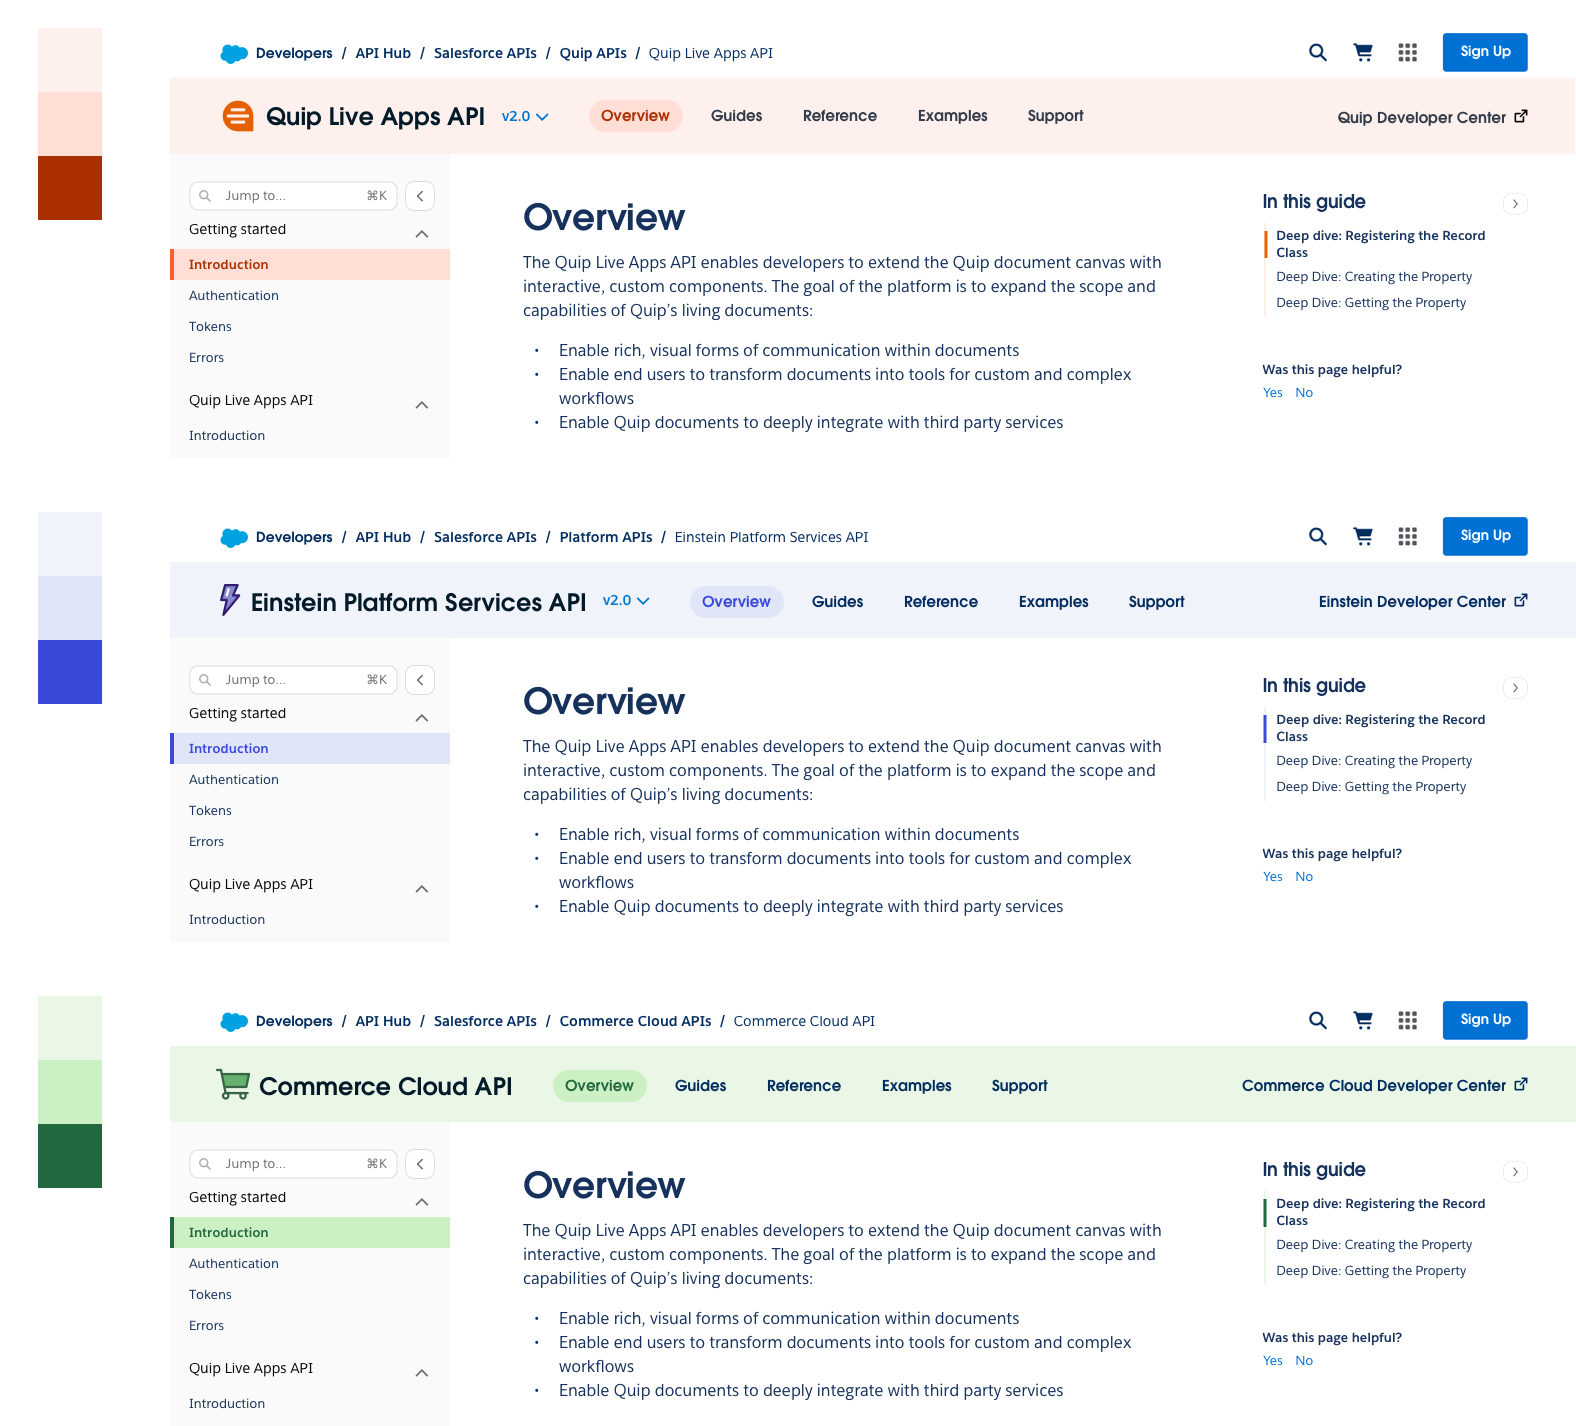 Developers / API Hub / Salesforce APIs / Quip APIs / Quip Live Apps API
Sign Up
Quip Live Apps API v2.0 Overview Guides Reference Examples Support Quip Developer Center
Jump to... ⌘K
Getting started
Introduction
Authentication
Tokens
Errors
Quip Live Apps API
Introduction
Overview
The Quip Live Apps API enables developers to extend the Quip document canvas with
interactive, custom components. The goal of the platform is to expand the scope and
capabilities of Quip’s living documents:
• Enable rich, visual forms of communication within documents
• Enable end users to transform documents into tools for custom and complex
workflows
• Enable Quip documents to deeply integrate with third party services
In this guide
Deep dive: Registering the Record
Class
Deep Dive: Creating the Property
Deep Dive: Getting the Property
Was this page helpful?
Yes No
Developers / API Hub / Salesforce APIs / Platform APIs / Einstein Platform Services API
Sign Up
Einstein Platform Services API v2.0 Overview Guides Reference Examples Support Einstein Developer Center
Jump to... ⌘K
Getting started
Introduction
Authentication
Tokens
Errors
Quip Live Apps API
Introduction
Overview
The Quip Live Apps API enables developers to extend the Quip document canvas with
interactive, custom components. The goal of the platform is to expand the scope and
capabilities of Quip’s living documents:
• Enable rich, visual forms of communication within documents
• Enable end users to transform documents into tools for custom and complex
workflows
• Enable Quip documents to deeply integrate with third party services
In this guide
Deep dive: Registering the Record
Class
Deep Dive: Creating the Property
Deep Dive: Getting the Property
Was this page helpful?
Yes No
Developers / API Hub / Salesforce APIs / Commerce Cloud APIs / Commerce Cloud API
Sign Up
Commerce Cloud API Overview Guides Reference Examples Support Commerce Cloud Developer Center
Jump to... ⌘K
Getting started
Introduction
Authentication
Tokens
Errors
Quip Live Apps API
Introduction
Overview
The Quip Live Apps API enables developers to extend the Quip document canvas with
interactive, custom components. The goal of the platform is to expand the scope and
capabilities of Quip’s living documents:
• Enable rich, visual forms of communication within documents
• Enable end users to transform documents into tools for custom and complex
workflows
• Enable Quip documents to deeply integrate with third party services
In this guide
Deep dive: Registering the Record
Class
Deep Dive: Creating the Property
Deep Dive: Getting the Property
Was this page helpful?
Yes No